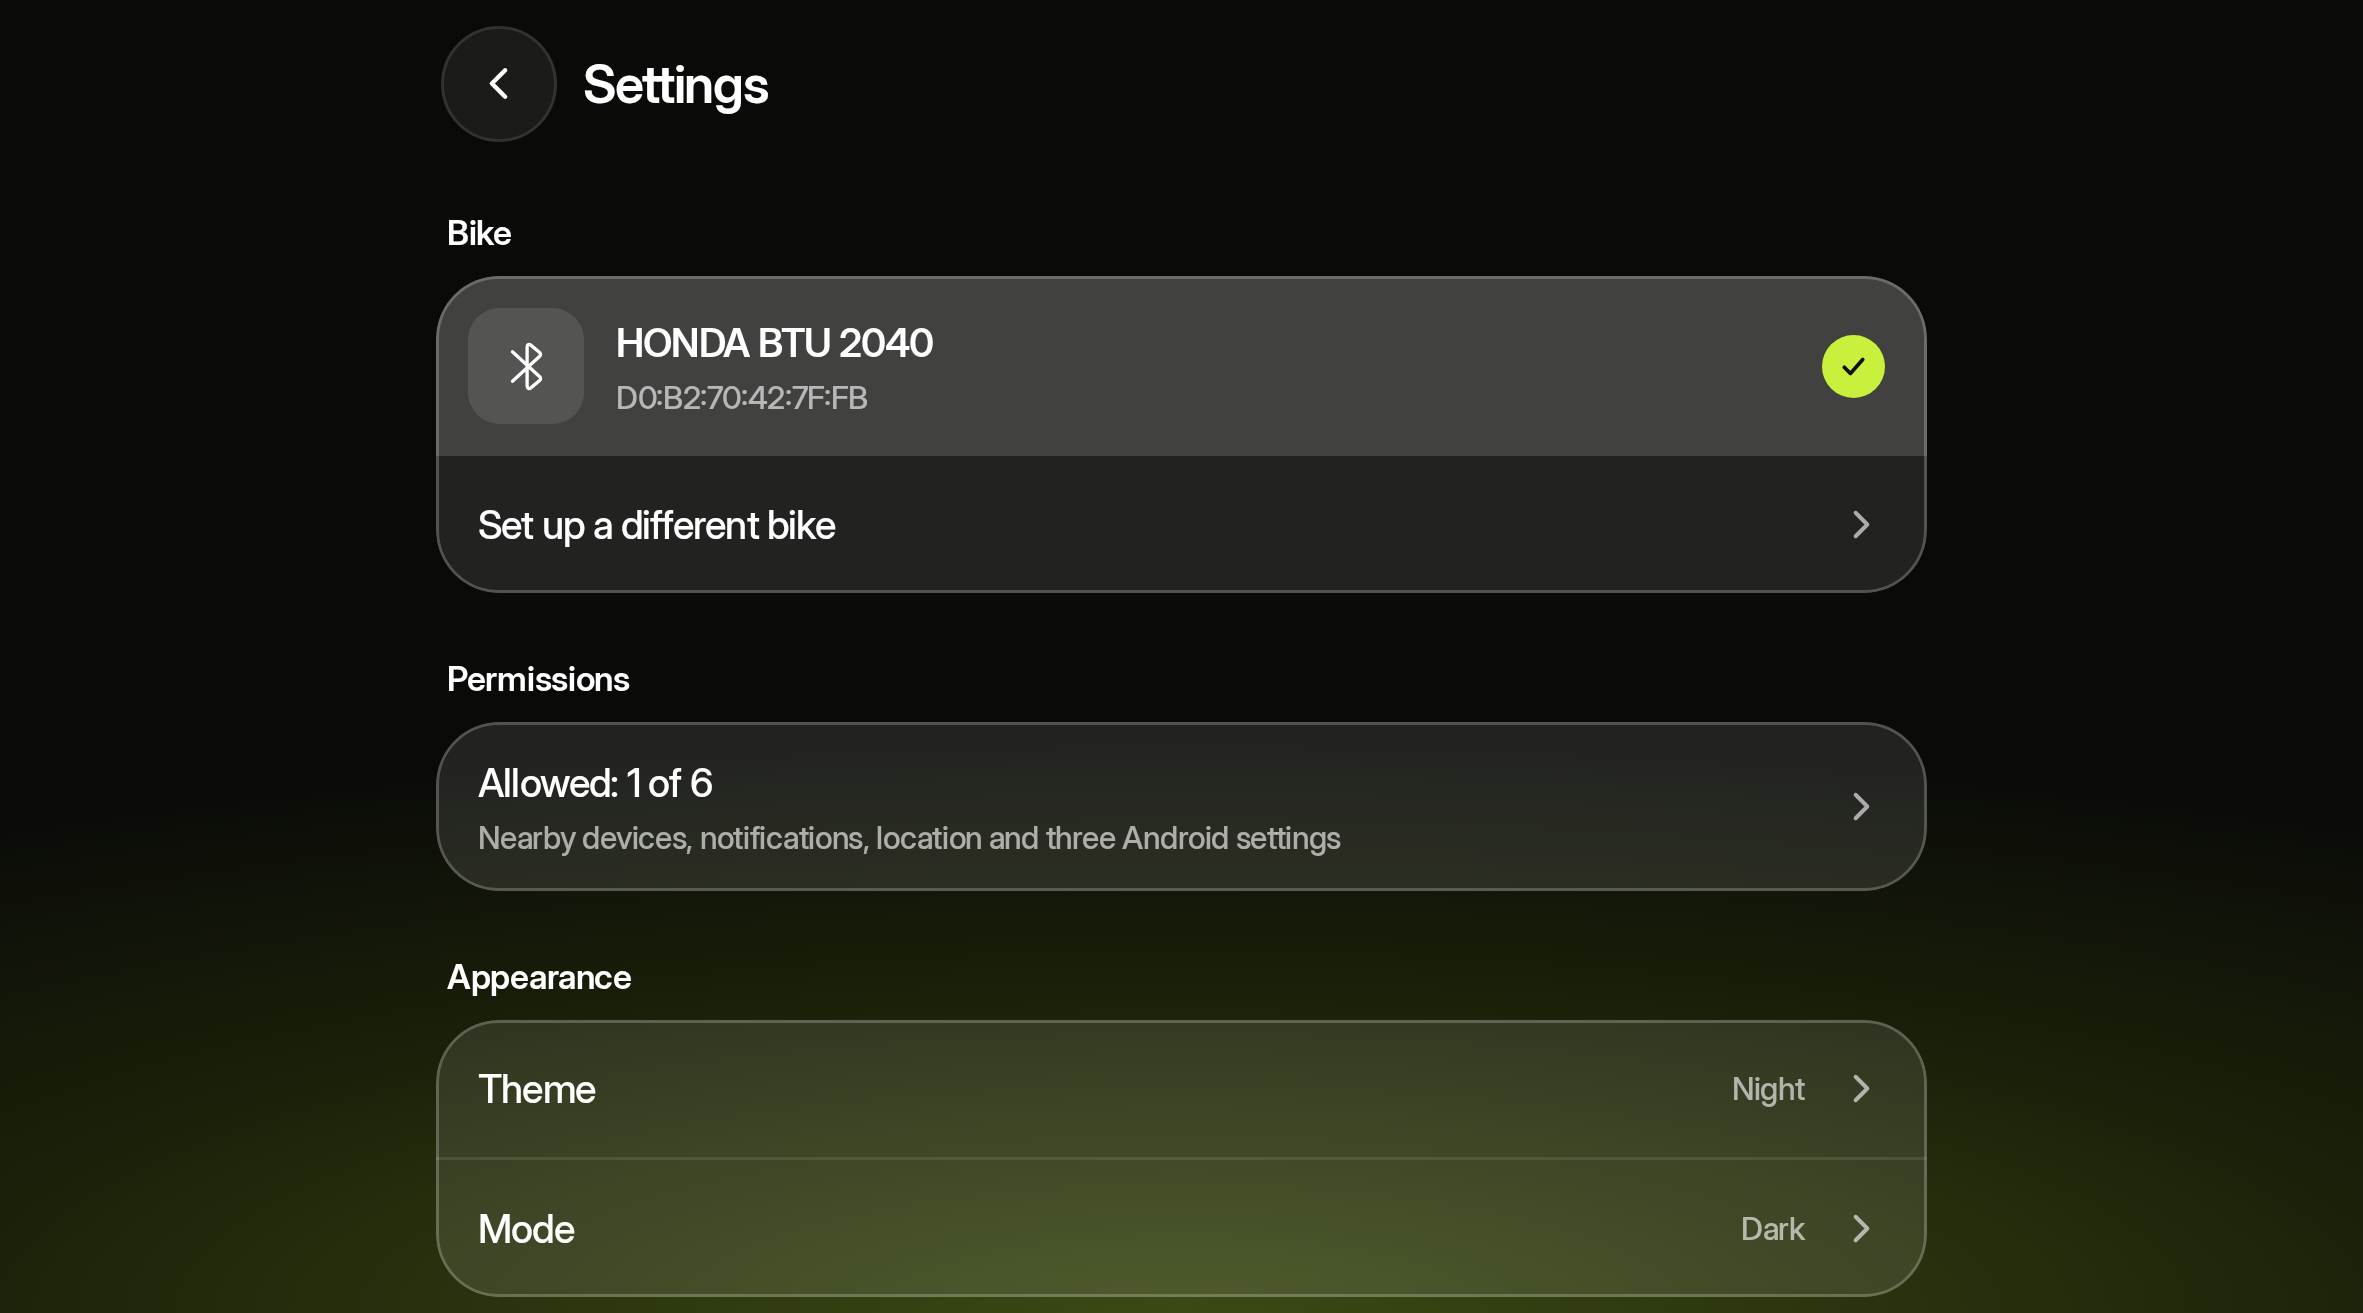 Settings
Bike
HONDA BTU 2040
D0:B2:70:42:7F:FB
Set up a different bike
Permissions
Allowed: 1 of 6
Nearby devices, notifications, location and three Android settings
Appearance
Theme
Night
Mode
Dark